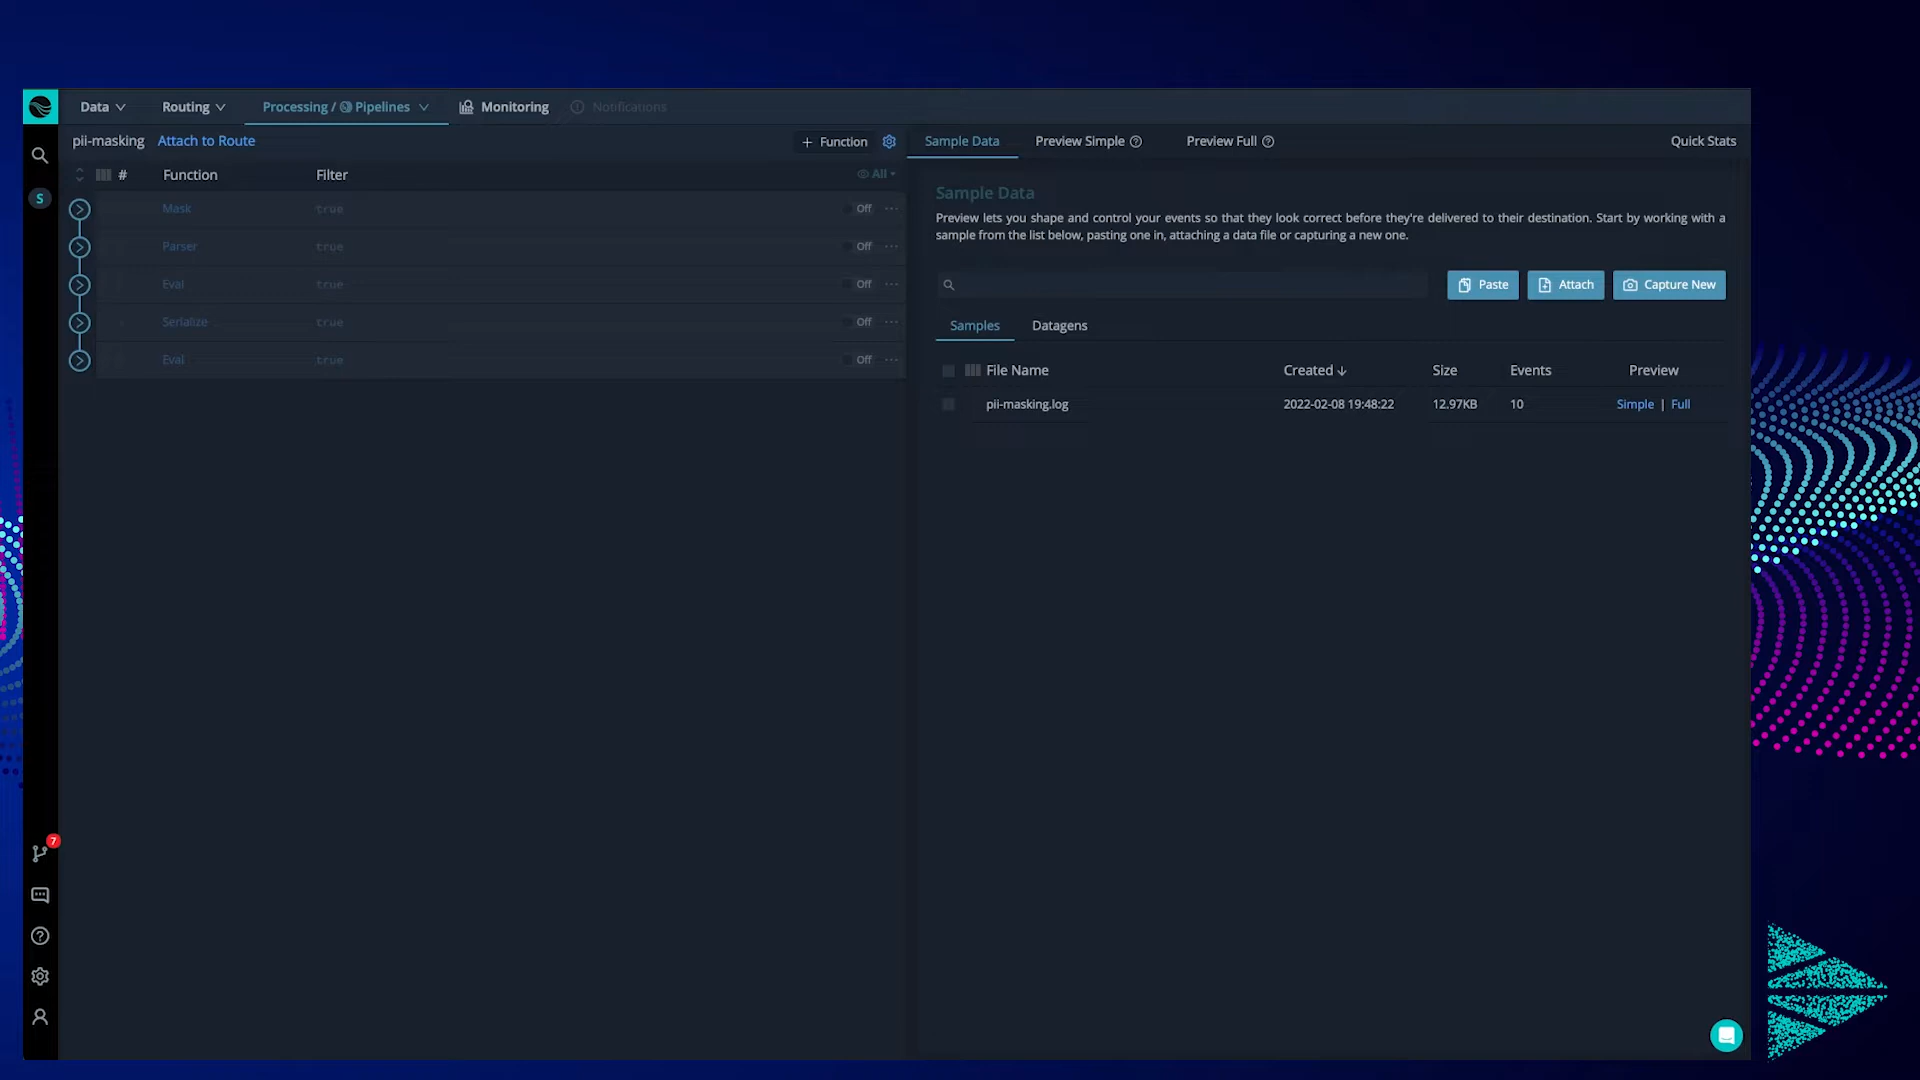 Data Routing Processing / Pipelines Monitoring Notifications
pii-masking Attach to Route + Function
# Function Filter All
Mask true Off ...
Parser true Off ...
Eval true Off ...
Serialize true Off ...
Eval true Off ...
S
7
Sample Data Preview Simple Preview Full Quick Stats
Sample Data
Preview lets you shape and control your events so that they look correct before they're delivered to their destination. Start by working with a
sample from the list below, pasting one in, attaching a data file or capturing a new one.
Paste Attach Capture New
Samples Datagens
File Name Created Size Events Preview
pii-masking.log 2022-02-08 19:48:22 12.97KB 10 Simple | Full